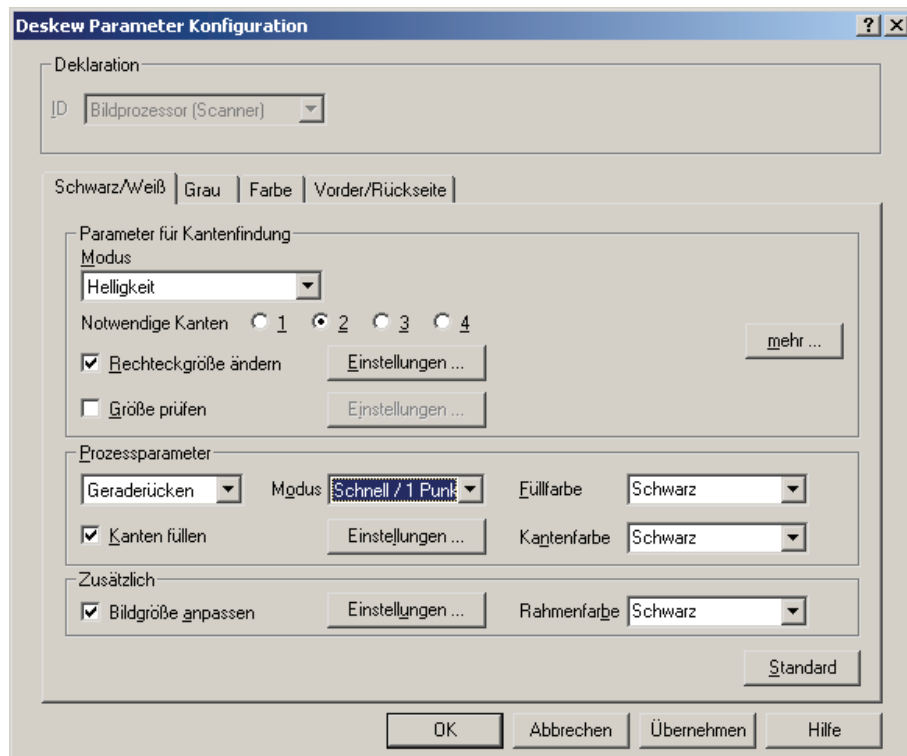 Deskew Parameter Konfiguration
Deklaration
ID Bildprozessor (Scanner)
Schwarz/Weiß Grau Farbe Vorder/Rückseite
Parameter für Kantenfindung
Modus
Helligkeit
Notwendige Kanten 1 2 3 4
mehr ...
Rechteckgröße ändern Einstellungen ...
Größe prüfen Einstellungen ...
Prozessparameter
Geraderücken Modus Schnell / 1 Punk Füllfarbe Schwarz
Kanten füllen Einstellungen ... Kantenfarbe Schwarz
Zusätzlich
Bildgröße anpassen Einstellungen ... Rahmenfarbe Schwarz
Standard
OK Abbrechen Übernehmen Hilfe